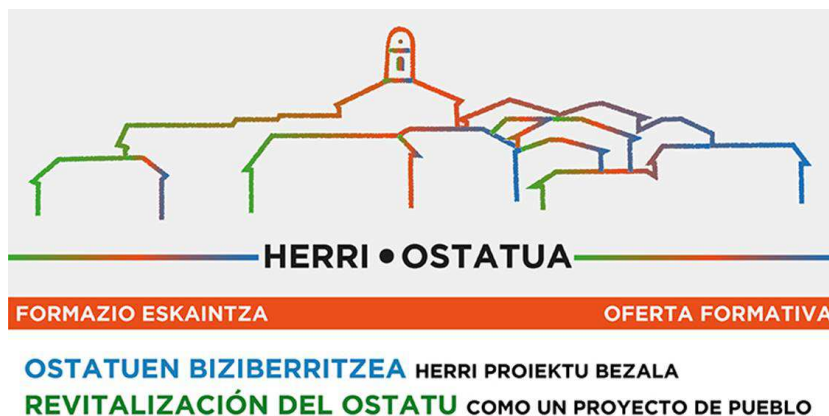 HERRI • OSTATUA
FORMAZIO ESKAINTZA OFERTA FORMATIVA
OSTATUEN BIZIBERRITZEA HERRI PROIEKTU BEZALA
REVITALIZACIÓN DEL OSTATU COMO UN PROYECTO DE PUEBLO